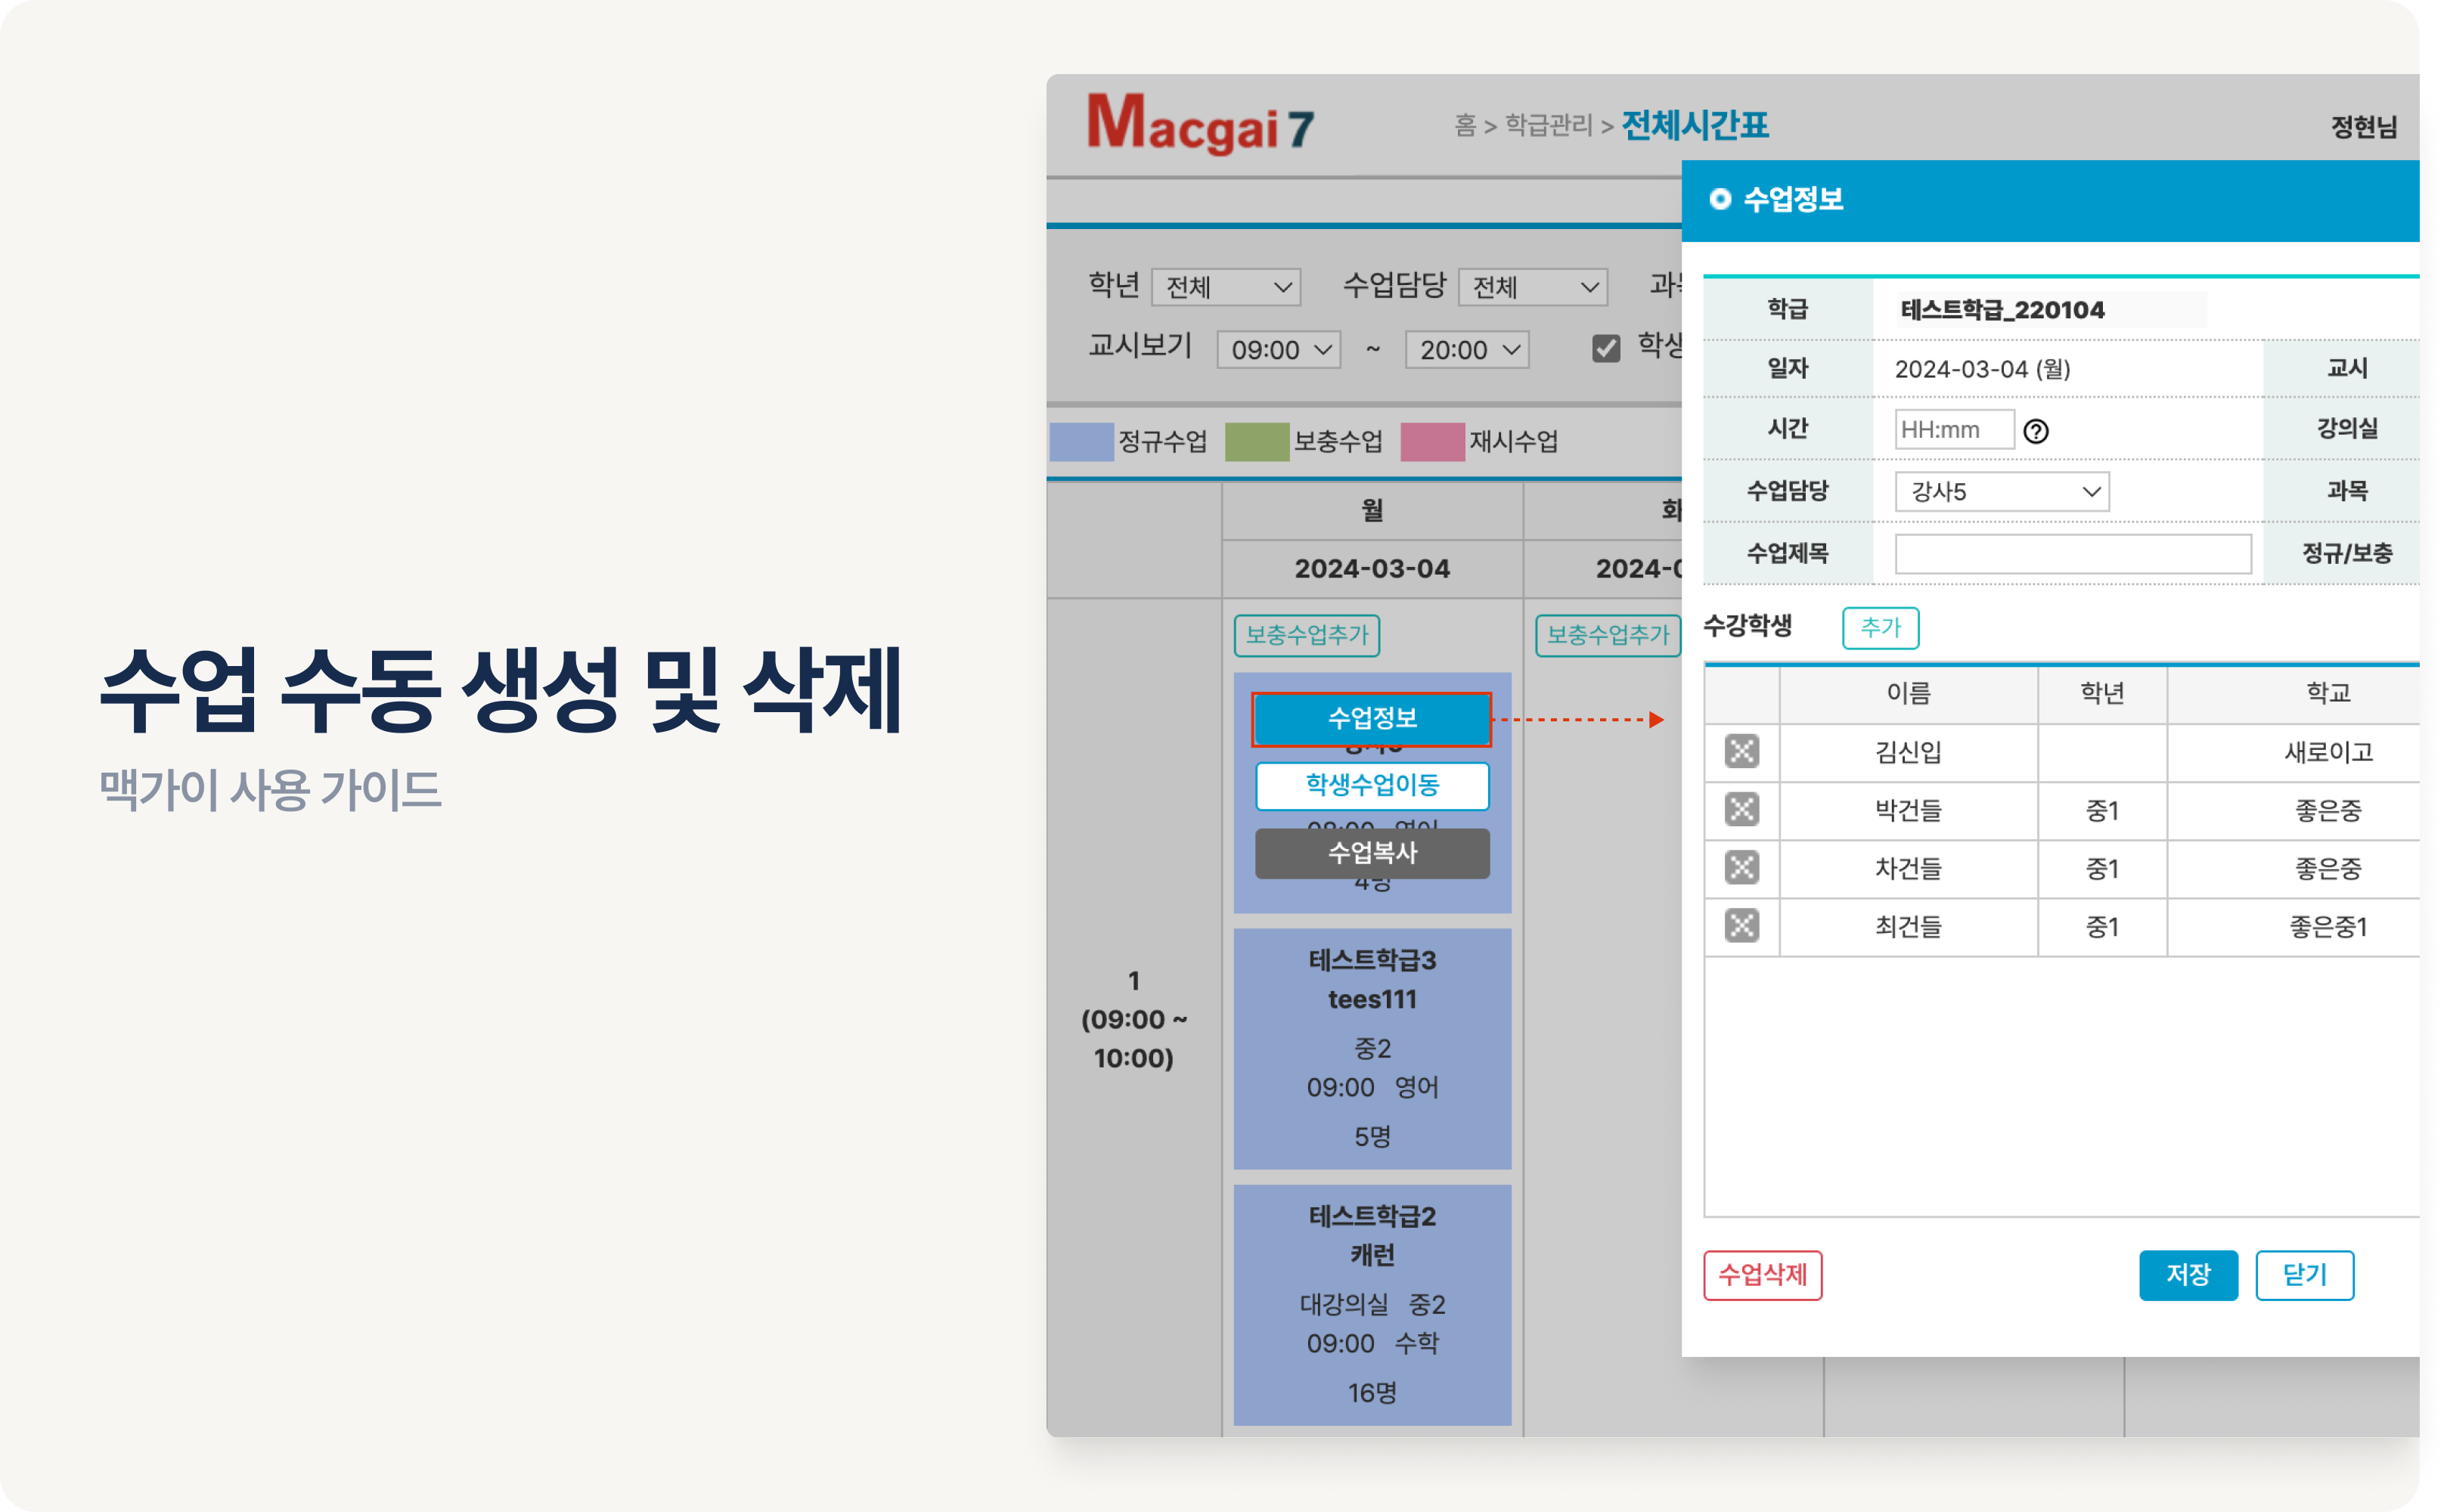 수업 수동 생성 및 삭제
맥가이 사용 가이드
Macgai 7
홈 > 학급관리 > 전체시간표
정현님
학년 전체 수업담당 전체
교시보기 09:00 ~ 20:00
정규수업 보충수업 재시수업
월
2024-03-04
보충수업추가 보충수업추가
수업정보
학생수업이동
수업복사
4명
1
(09:00 ~
10:00)
테스트학급3
tees111
중2
09:00 영어
5명
테스트학급2
캐런
대강의실 중2
09:00 수학
16명
수업정보
학급 테스트학급_220104
일자 2024-03-04 (월) 교시
시간 HH:mm ? 강의실
수업담당 강사5 과목
수업제목 정규/보충
수강학생 추가
이름 학년 학교
김신입 새로이고
박건들 중1 좋은중
차건들 중1 좋은중
최건들 중1 좋은중1
수업삭제 저장 닫기